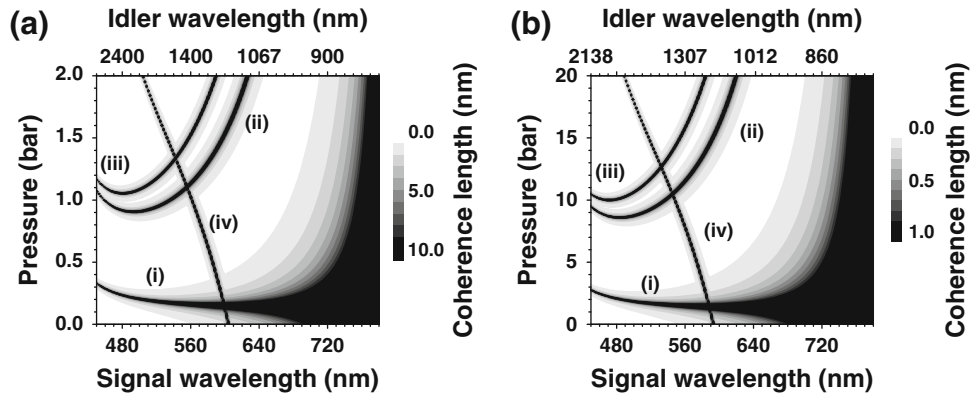 (a)
Idler wavelength (nm)
2400 1400 1067 900
Pressure (bar)
2.0
1.5
1.0
0.5
0.0
(i)
(ii)
(iii)
(iv)
480 560 640 720
Signal wavelength (nm)
0.0
5.0
10.0
Coherence length (nm)
(b)
Idler wavelength (nm)
2138 1307 1012 860
Pressure (bar)
20
15
10
5
0
(i)
(ii)
(iii)
(iv)
480 560 640 720
Signal wavelength (nm)
0.0
0.5
1.0
Coherence length (nm)